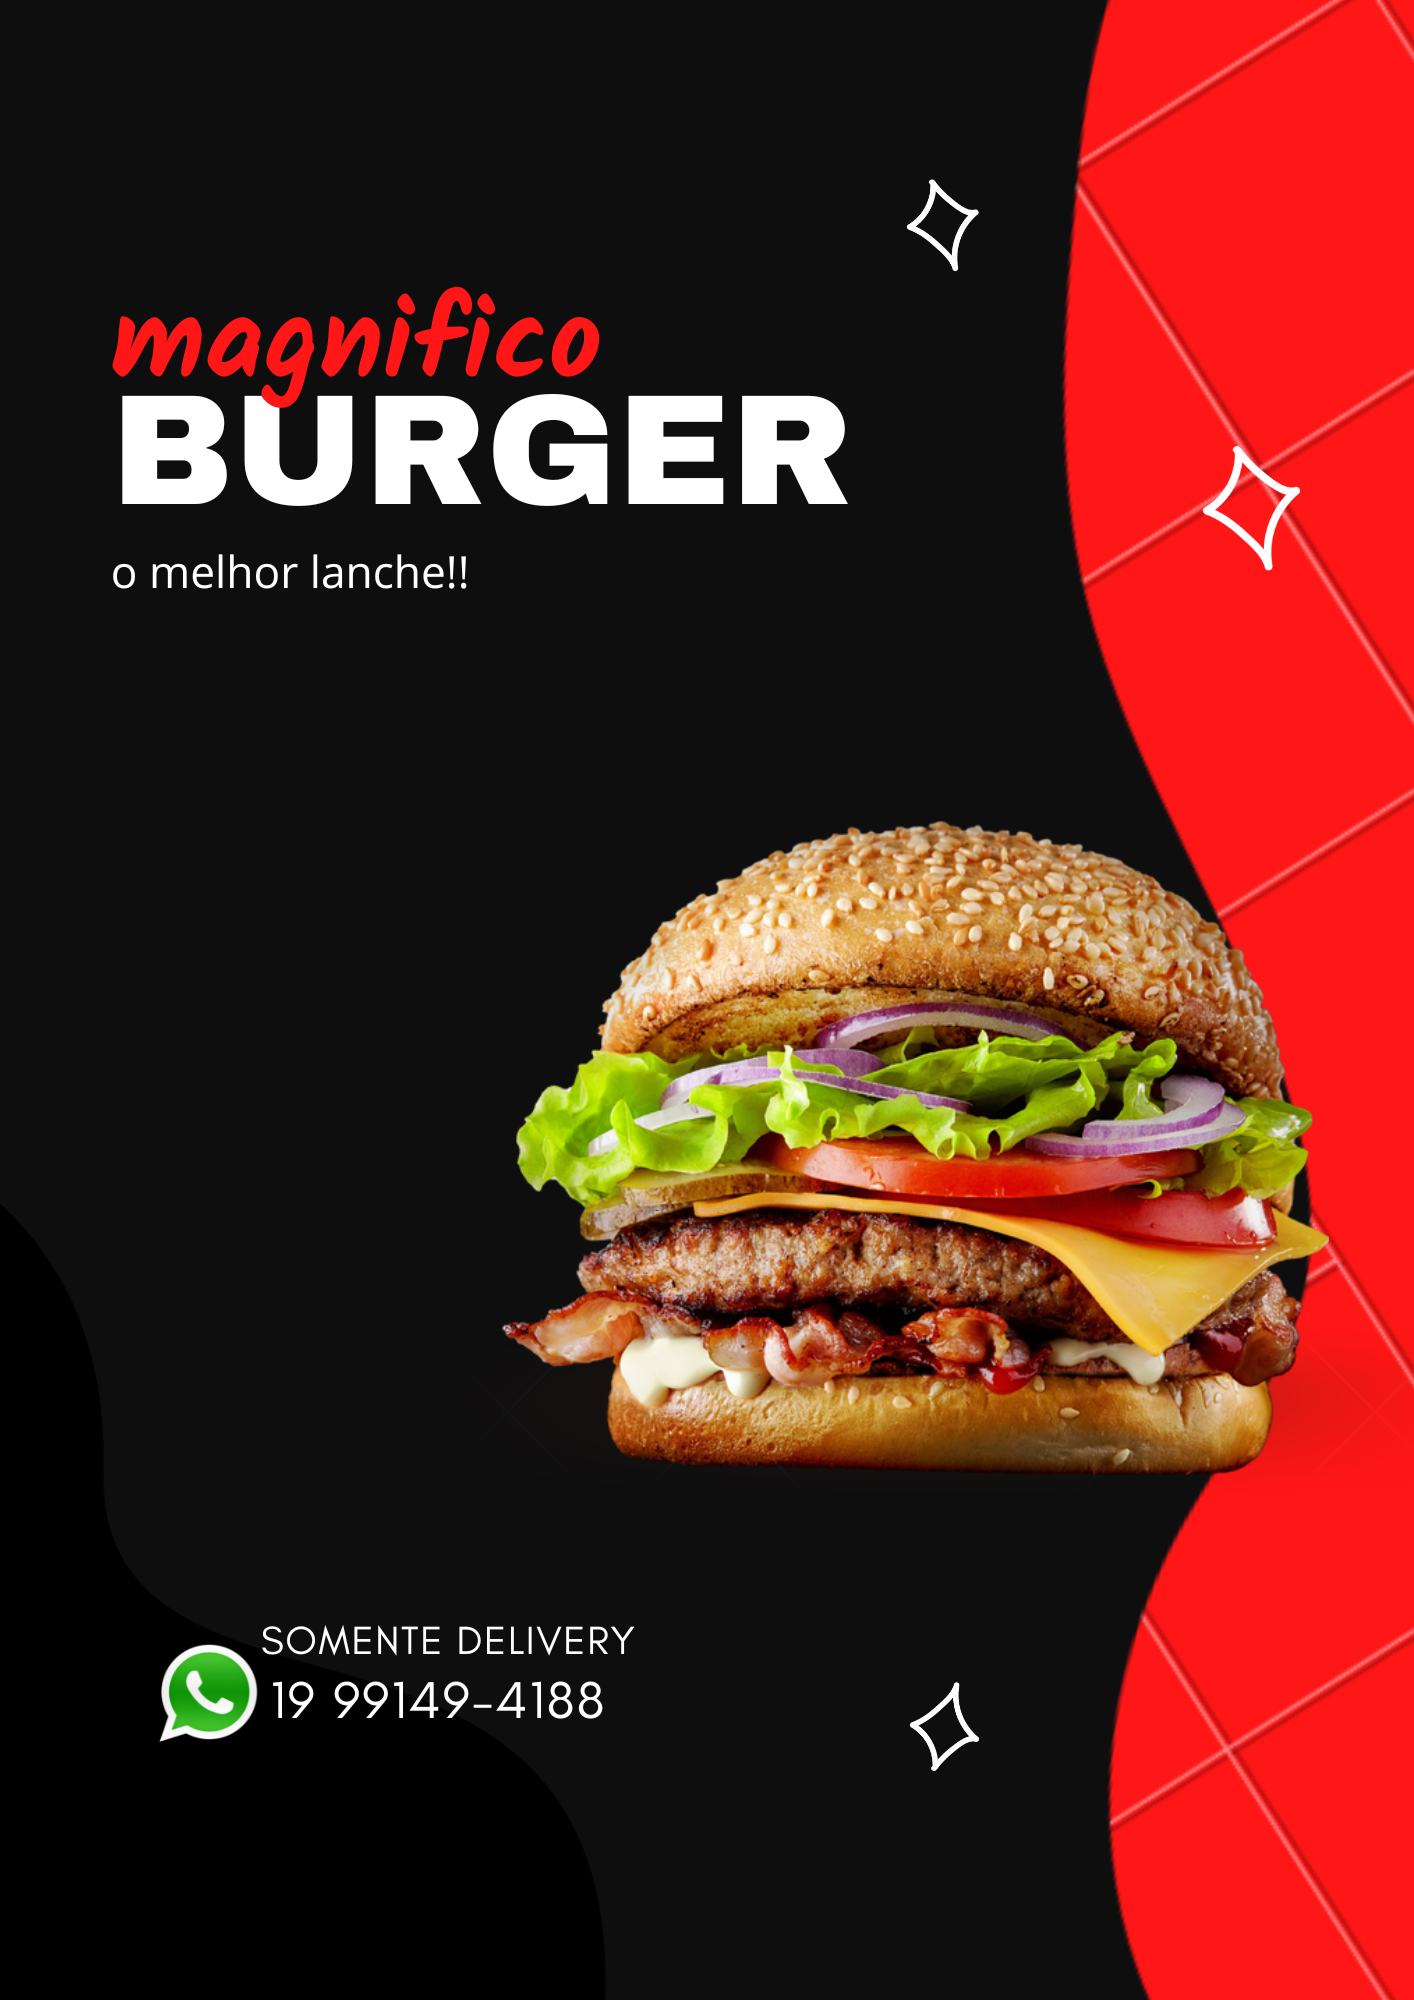 magnifico
BURGER
o melhor lanche!!
SOMENTE DELIVERY
19 99149-4188